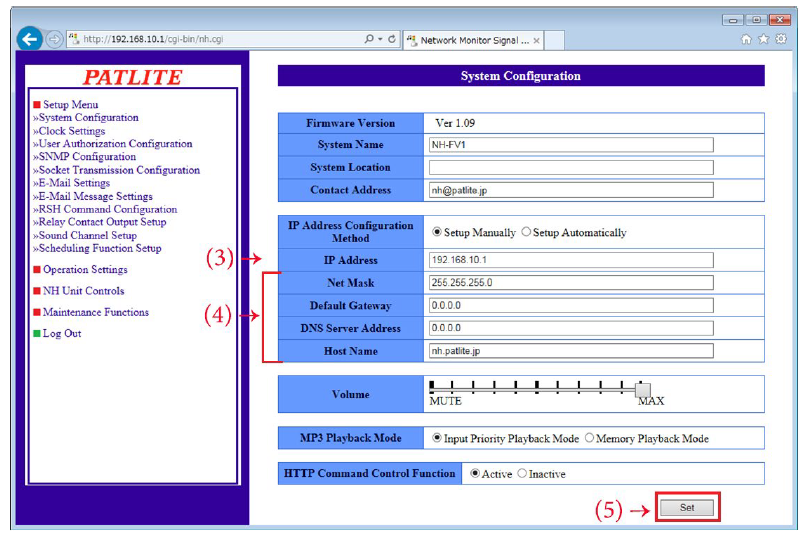 http://192.168.10.1/cgi-bin/nh.cgi
Network Monitor Signal ...
PATLITE
Setup Menu
»System Configuration
»Clock Settings
»User Authorization Configuration
»SNMP Configuration
»Socket Transmission Configuration
»E-Mail Settings
»E-Mail Message Settings
»RSH Command Configuration
»Relay Contact Output Setup
»Sound Channel Setup
»Scheduling Function Setup
Operation Settings
NH Unit Controls
Maintenance Functions
Log Out
System Configuration
Firmware Version Ver 1.09
System Name NH-FV1
System Location
Contact Address nh@patlite.jp
IP Address Configuration
Method
Setup Manually Setup Automatically
(3) → IP Address 192.168.10.1
Net Mask 255.255.255.0
(4) → Default Gateway 0.0.0.0
DNS Server Address 0.0.0.0
Host Name nh.patlite.jp
Volume
MUTE MAX
MP3 Playback Mode Input Priority Playback Mode Memory Playback Mode
HTTP Command Control Function Active Inactive
(5) → Set